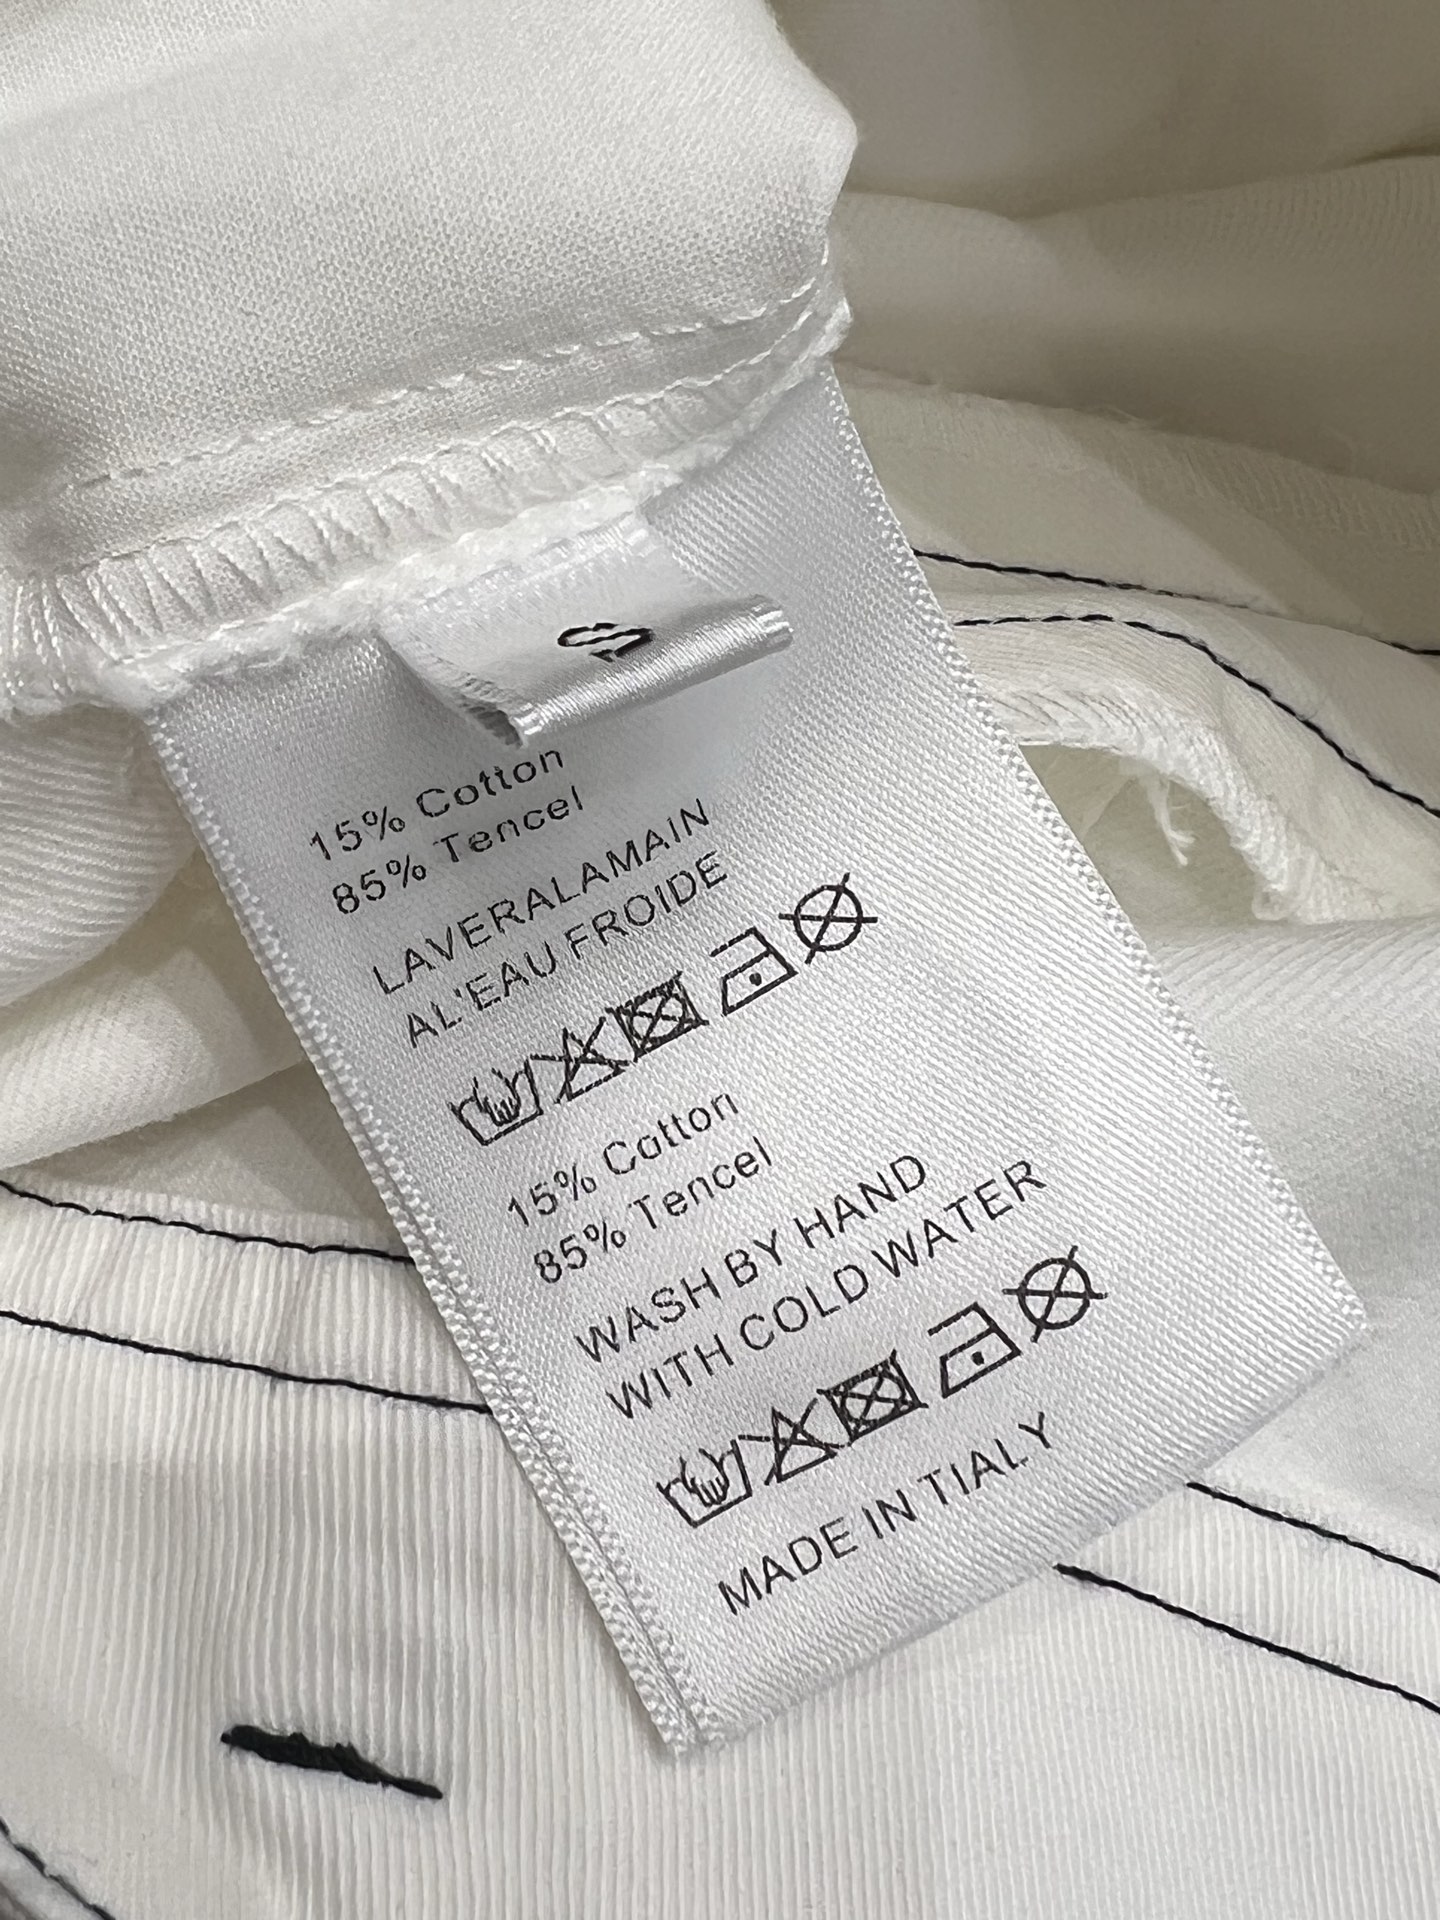 S
15% Cotton
85% Tencel
LAVERALAMAIN
AL'EAU FROIDE
15% Cotton
85% Tencel
WASH BY HAND
WITH COLD WATER
MADE IN TIALY